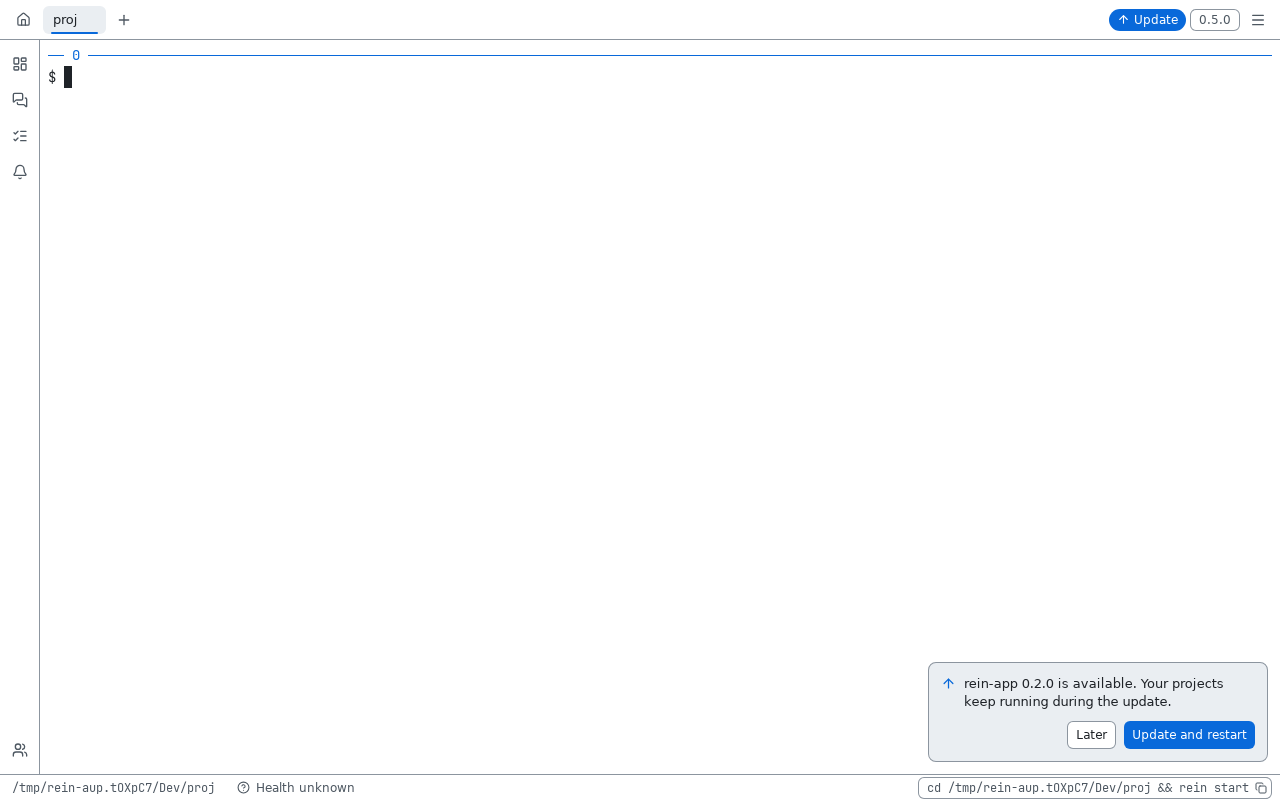 proj
Update
0.5.0
0
$
rein-app 0.2.0 is available. Your projects
keep running during the update.
Later
Update and restart
/tmp/rein-aup.tOXpC7/Dev/proj
Health unknown
cd /tmp/rein-aup.tOXpC7/Dev/proj && rein start